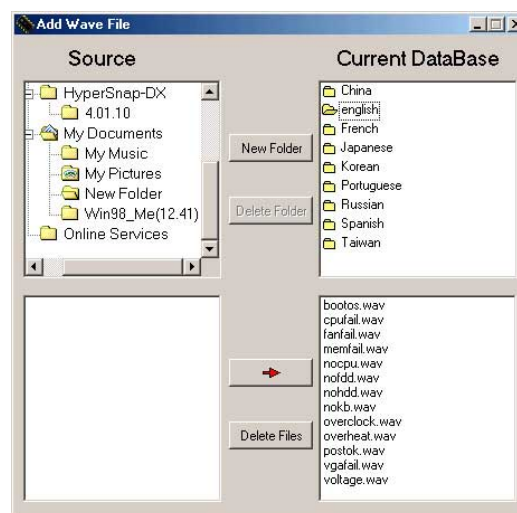 Add Wave File
Source
Current DataBase
HyperSnap-DX
4.01.10
My Documents
My Music
My Pictures
New Folder
Win98_Me(12.41)
Online Services
New Folder
Delete Folder
China
english
French
Japanese
Korean
Portuguese
Russian
Spanish
Taiwan
Delete Files
bootos.wav
cpufail.wav
fanfail.wav
memfail.wav
nocpu.wav
nofdd.wav
nohdd.wav
nokb.wav
overclock.wav
overheat.wav
postok.wav
vgafail.wav
voltage.wav